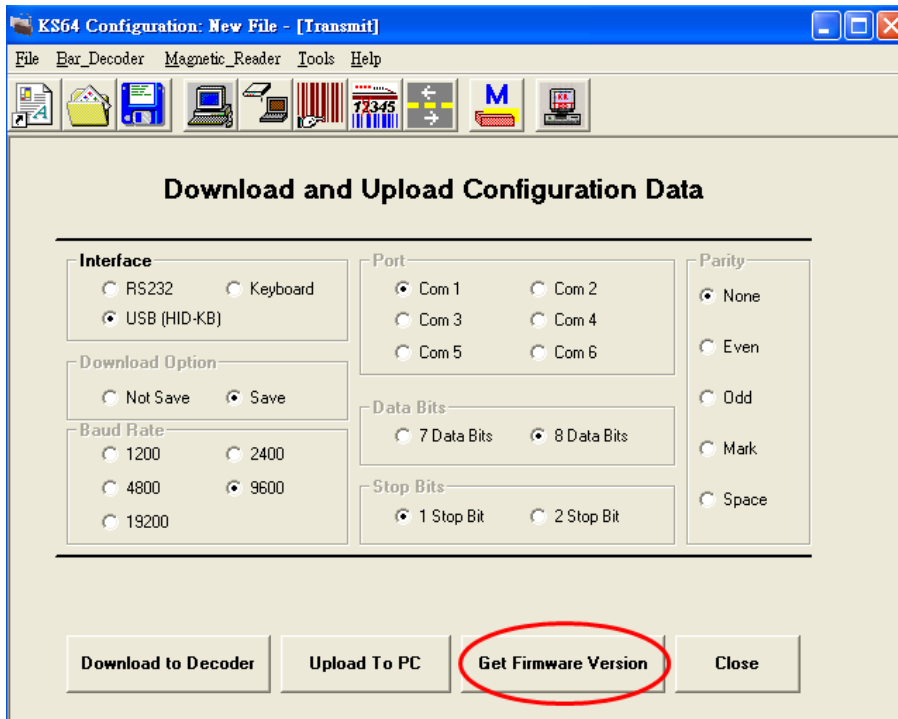 KS64 Configuration: New File - [Transmit]
File Bar_Decoder Magnetic_Reader Tools Help
12345
M
Download and Upload Configuration Data
Interface
RS232 Keyboard
USB (HID-KB)
Download Option
Not Save Save
Baud Rate
1200 2400
4800 9600
19200
Port
Com 1 Com 2
Com 3 Com 4
Com 5 Com 6
Data Bits
7 Data Bits 8 Data Bits
Stop Bits
1 Stop Bit 2 Stop Bit
Parity
None
Even
Odd
Mark
Space
Download to Decoder Upload To PC Get Firmware Version Close